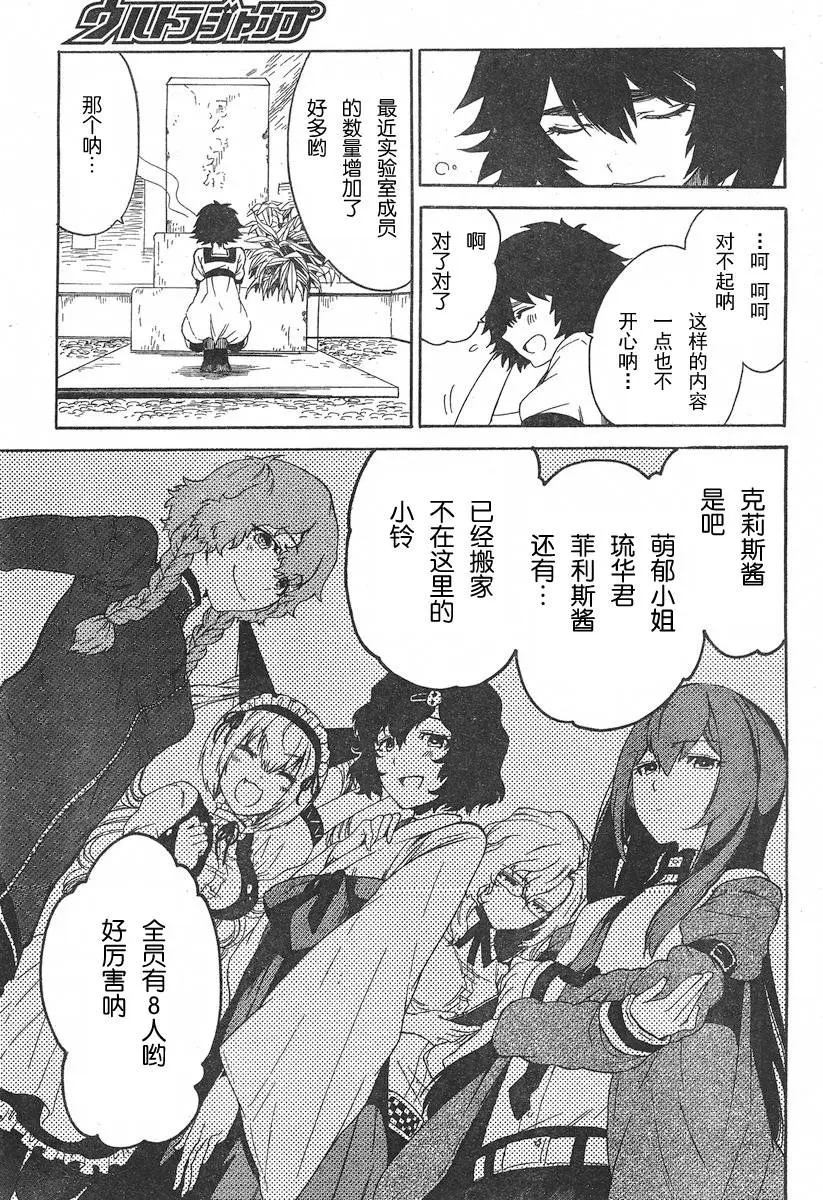 ウルトラジャンプ
…呵 呵呵
对不起呐
这样的内容
一点也不
开心呐…
啊
对了对了
最近实验室成员
的数量增加了
好多哟
那个呐…
克莉斯酱
是吧
萌郁小姐
琉华君
菲利斯酱
还有…
已经搬家
不在这里的
小铃
全员有8人哟
好厉害呐